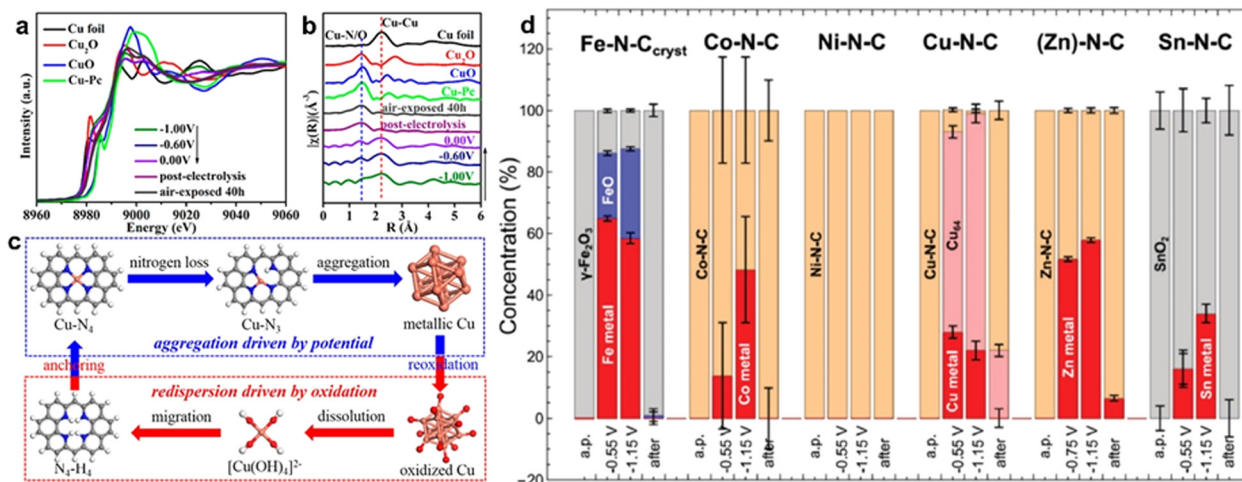 a
Cu foil
Cu₂O
CuO
Cu-Pc
-1.00V
-0.60V
0.00V
post-electrolysis
air-exposed 40h
Intensity (a.u.)
8960 8980 9000 9020 9040 9060
Energy (eV)
b
Cu-Cu
Cu-N/O
Cu foil
Cu₂O
CuO
Cu-Pc
air-exposed 40h
post-electrolysis
0.00V
-0.60V
-1.00V
|χ(R)|(Å⁻³)
0 1 2 3 4 5 6
R (Å)
c
nitrogen loss
aggregation
Cu-N₄
Cu-N₃
metallic Cu
aggregation driven by potential
anchoring
reoxidation
redispersion driven by oxidation
migration
dissolution
N₄-H₄
[Cu(OH)₄]²⁻
oxidized Cu
d
Fe-N-Ccryst
Co-N-C
Ni-N-C
Cu-N-C
(Zn)-N-C
Sn-N-C
Concentration (%)
120
100
80
60
40
20
0
−20
γ-Fe₂O₃
Fe metal
FeO
Co-N-C
Co metal
Ni-N-C
Cu-N-C
Cu metal
Cu₆₄
Zn-N-C
Zn metal
SnO₂
Sn metal
a.p. -0.55 V -1.15 V after
a.p. -0.55 V -1.15 V after
a.p. -0.55 V -1.15 V after
a.p. -0.55 V -1.15 V after
a.p. -0.75 V -1.15 V after
a.p. -0.55 V -1.15 V after